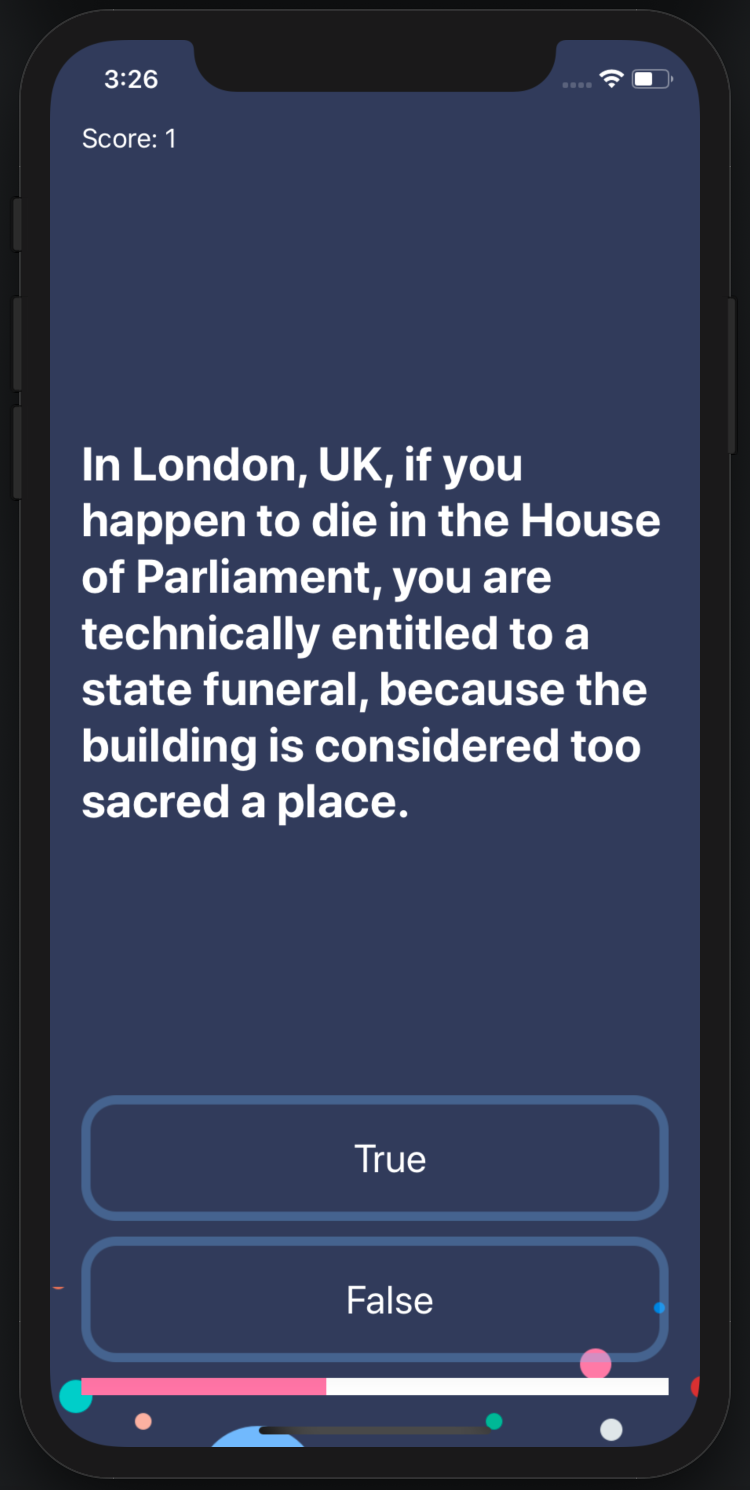 3:26
Score: 1
In London, UK, if you
happen to die in the House
of Parliament, you are
technically entitled to a
state funeral, because the
building is considered too
sacred a place.
True
False